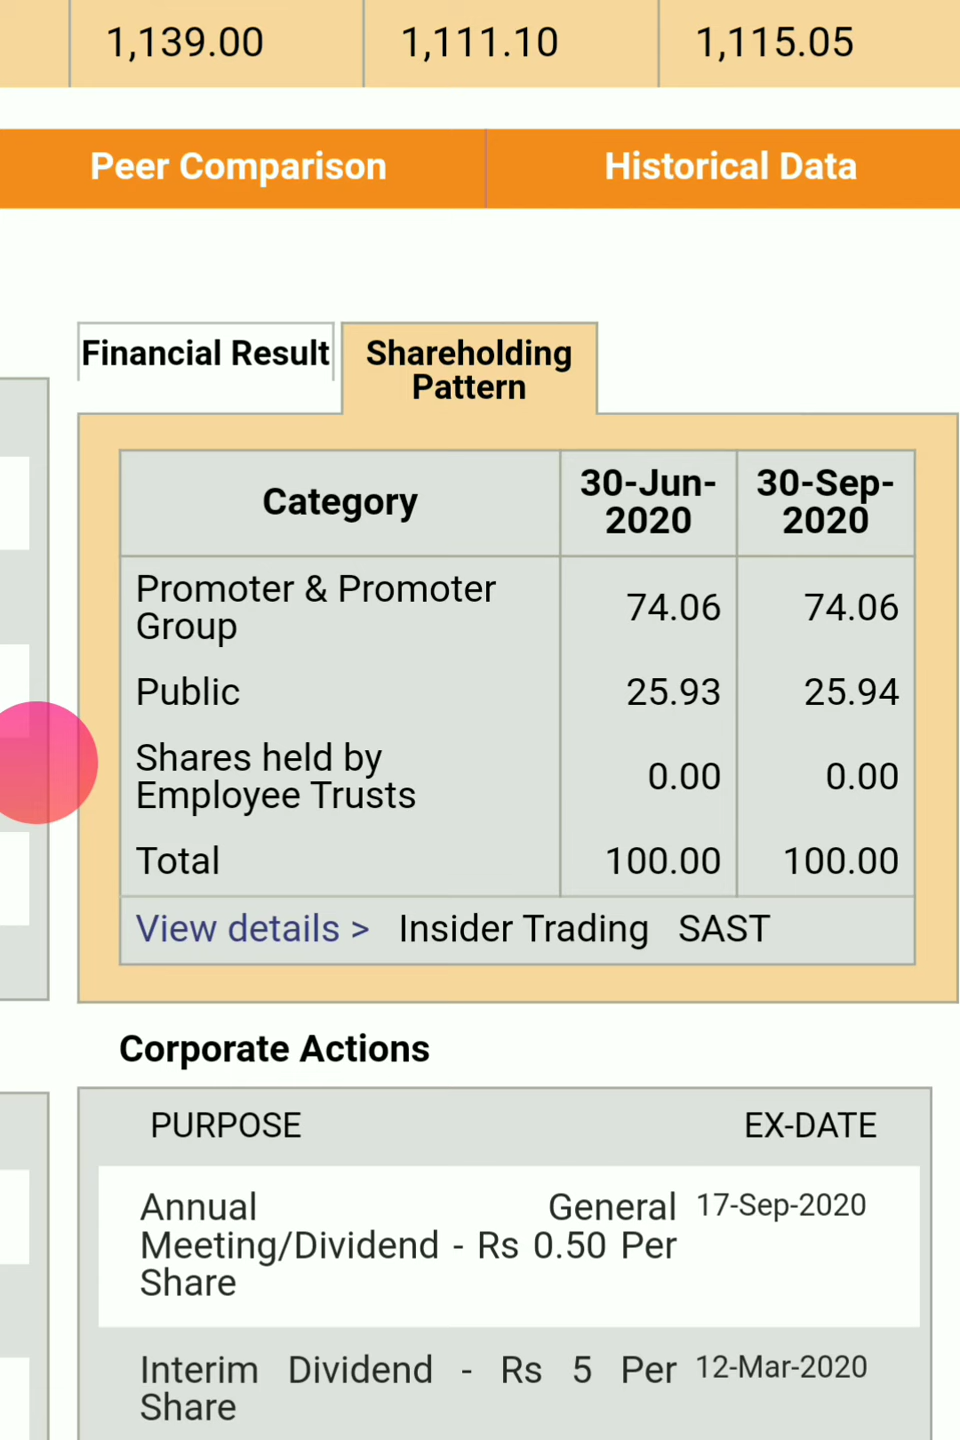 1,139.00 1,111.10 1,115.05
Peer Comparison Historical Data
Financial Result Shareholding
Pattern
Category 30-Jun- 30-Sep-
2020 2020
Promoter & Promoter
Group 74.06 74.06
Public 25.93 25.94
Shares held by
Employee Trusts 0.00 0.00
Total 100.00 100.00
View details > Insider Trading SAST
Corporate Actions
PURPOSE EX-DATE
Annual General 17-Sep-2020
Meeting/Dividend - Rs 0.50 Per
Share
Interim Dividend - Rs 5 Per 12-Mar-2020
Share